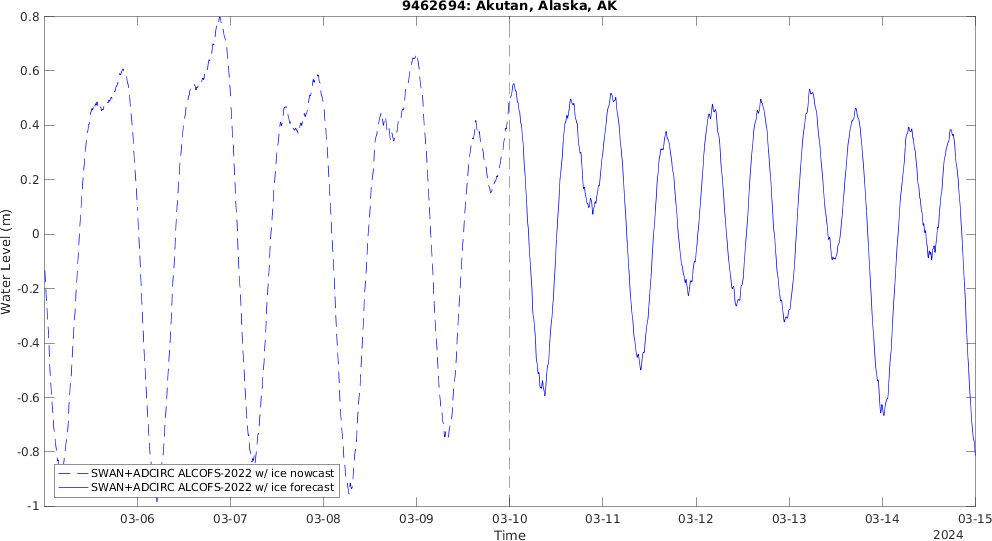 9462694: Akutan, Alaska, AK
Water Level (m)
0.8
0.6
0.4
0.2
0
-0.2
-0.4
-0.6
-0.8
-1
SWAN+ADCIRC ALCOFS-2022 w/ ice nowcast
SWAN+ADCIRC ALCOFS-2022 w/ ice forecast
03-06 03-07 03-08 03-09 03-10 03-11 03-12 03-13 03-14 03-15
Time
2024